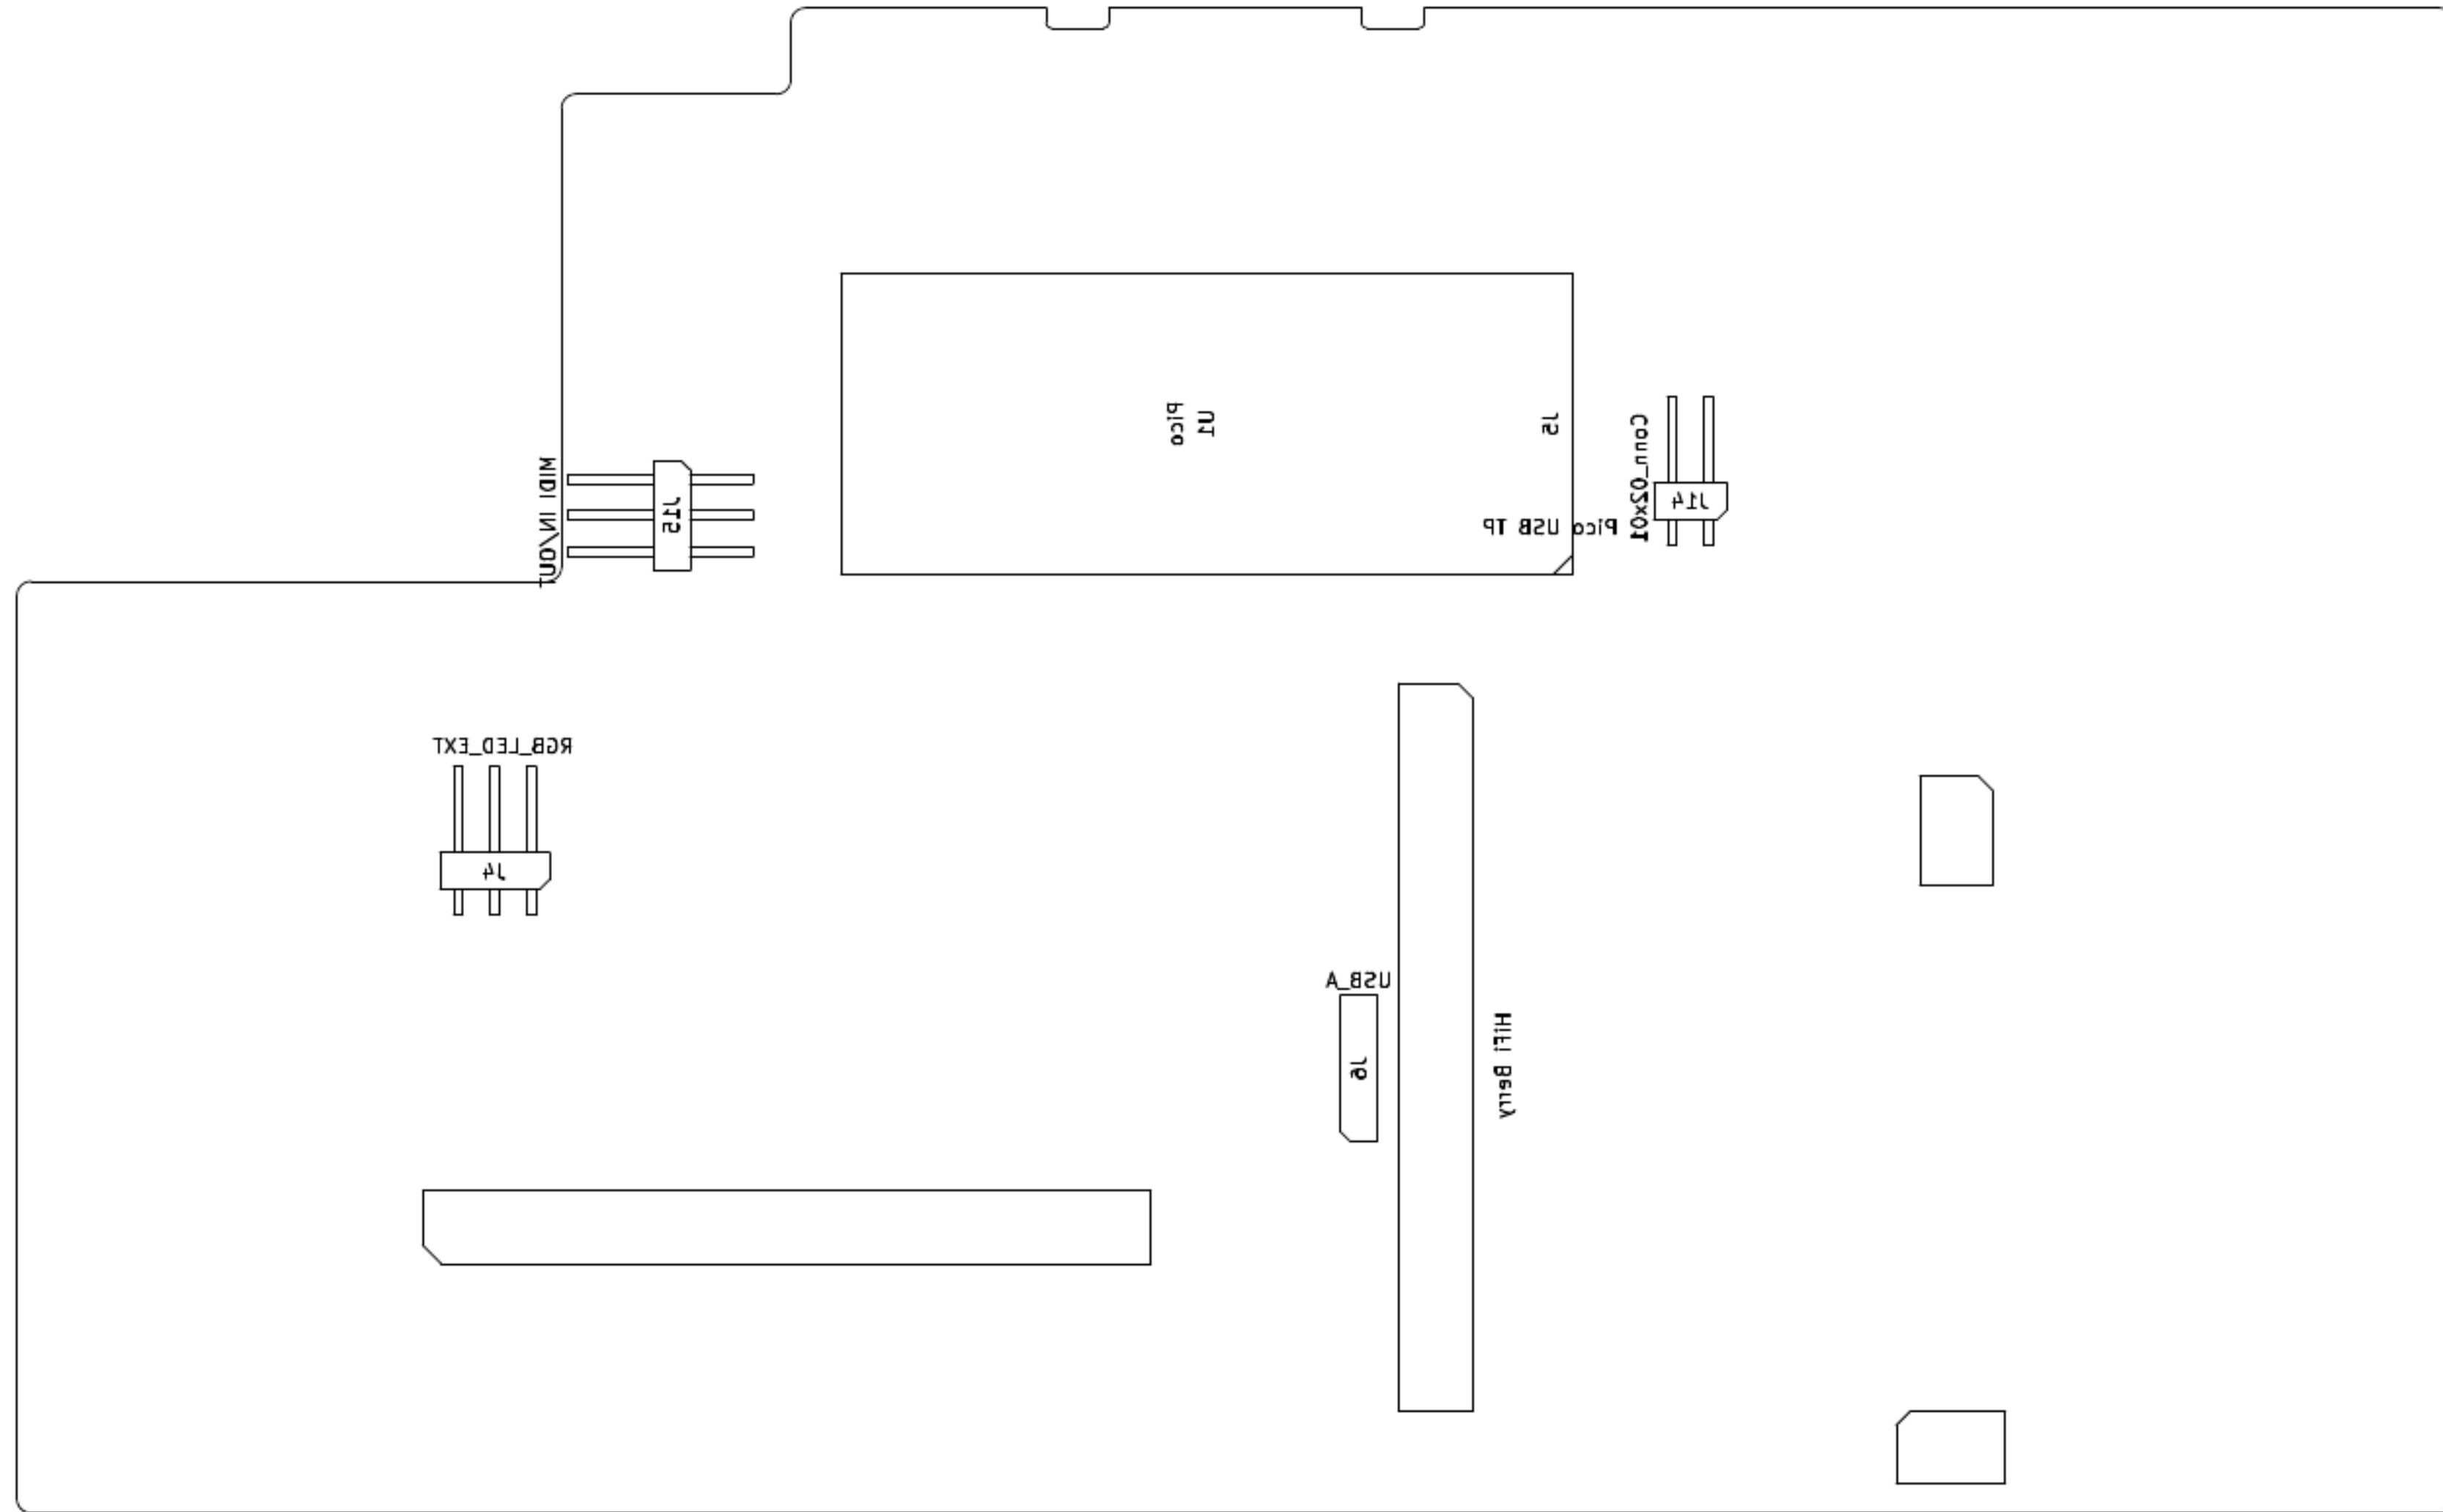 Pico
U1
J5
Conn_02x01
J14
Pico USB TP
MIDI IN/OUT
J15
RGB_LED_EXT
J4
USB_A
J6
HiFi Berry